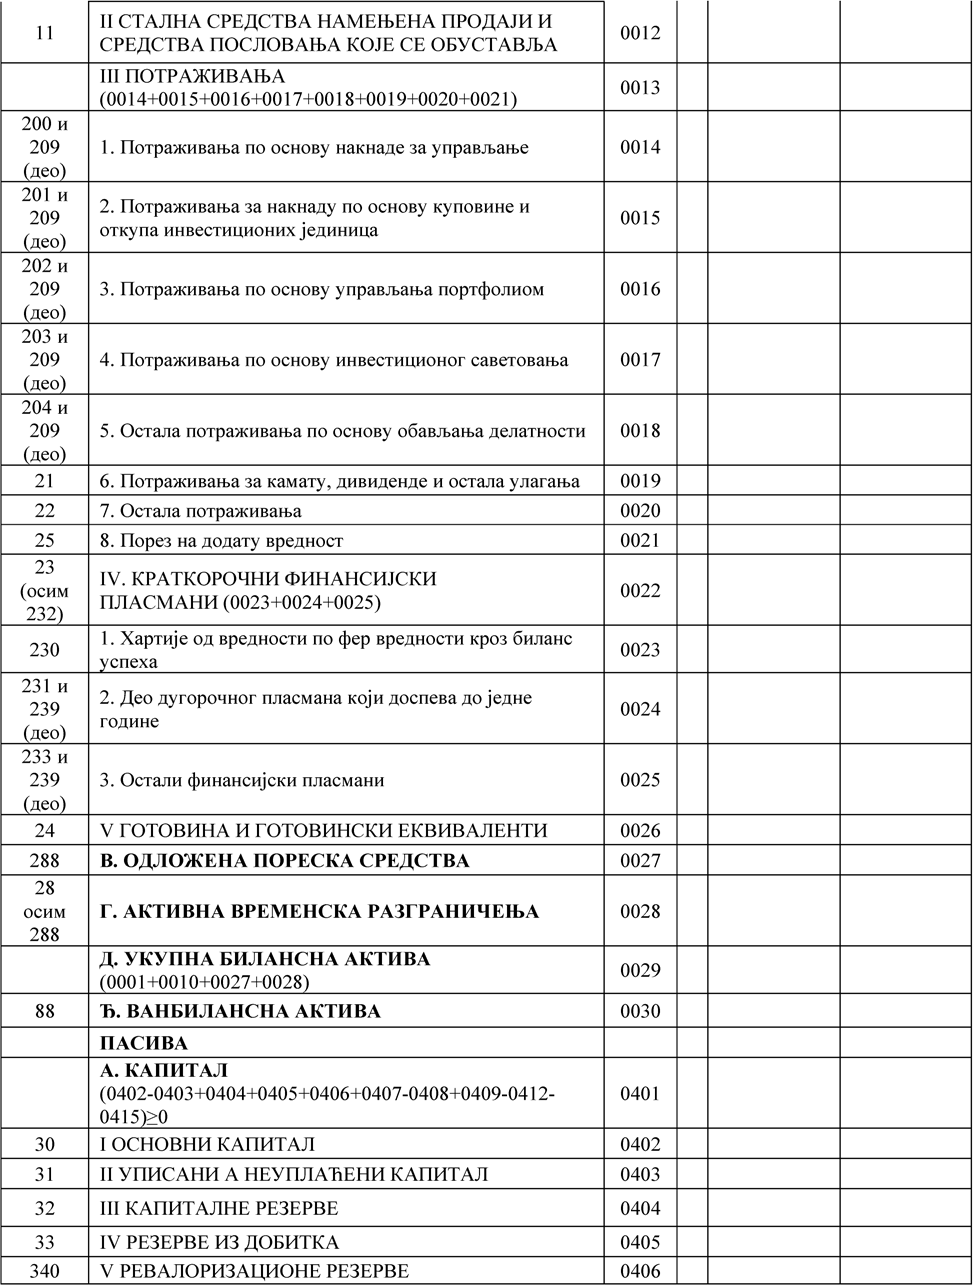 11 II СТАЛНА СРЕДСТВА НАМЕЊЕНА ПРОДАЈИ И 0012
СРЕДСТВА ПОСЛОВАЊА КОЈЕ СЕ ОБУСТАВЉА
III ПОТРАЖИВАЊА 0013
(0014+0015+0016+0017+0018+0019+0020+0021)
200 и
209 1. Потраживања по основу накнаде за управљање 0014
(део)
201 и
209 2. Потраживања за накнаду по основу куповине и 0015
(део) откупа инвестиционих јединица
202 и
209 3. Потраживања по основу управљања портфолиом 0016
(део)
203 и
209 4. Потраживања по основу инвестиционог саветовања 0017
(део)
204 и
209 5. Остала потраживања по основу обављања делатности 0018
(део)
21 6. Потраживања за камату, дивиденде и остала улагања 0019
22 7. Остала потраживања 0020
25 8. Порез на додату вредност 0021
23
(осим IV. КРАТКОРОЧНИ ФИНАНСИЈСКИ 0022
232) ПЛАСМАНИ (0023+0024+0025)
230 1. Хартије од вредности по фер вредности кроз биланс 0023
успеха
231 и
239 2. Део дугорочног пласмана који доспева до једне 0024
(део) године
233 и
239 3. Остали финансијски пласмани 0025
(део)
24 V ГОТОВИНА И ГОТОВИНСКИ ЕКВИВАЛЕНТИ 0026
288 В. ОДЛОЖЕНА ПОРЕСКА СРЕДСТВА 0027
28
осим Г. АКТИВНА ВРЕМЕНСКА РАЗГРАНИЧЕЊА 0028
288
Д. УКУПНА БИЛАНСНА АКТИВА 0029
(0001+0010+0027+0028)
88 Ђ. ВАНБИЛАНСНА АКТИВА 0030
ПАСИВА
А. КАПИТАЛ
(0402-0403+0404+0405+0406+0407-0408+0409-0412- 0401
0415)≥0
30 I ОСНОВНИ КАПИТАЛ 0402
31 II УПИСАНИ А НЕУПЛАЋЕНИ КАПИТАЛ 0403
32 III КАПИТАЛНЕ РЕЗЕРВЕ 0404
33 IV РЕЗЕРВЕ ИЗ ДОБИТКА 0405
340 V РЕВАЛОРИЗАЦИОНЕ РЕЗЕРВЕ 0406